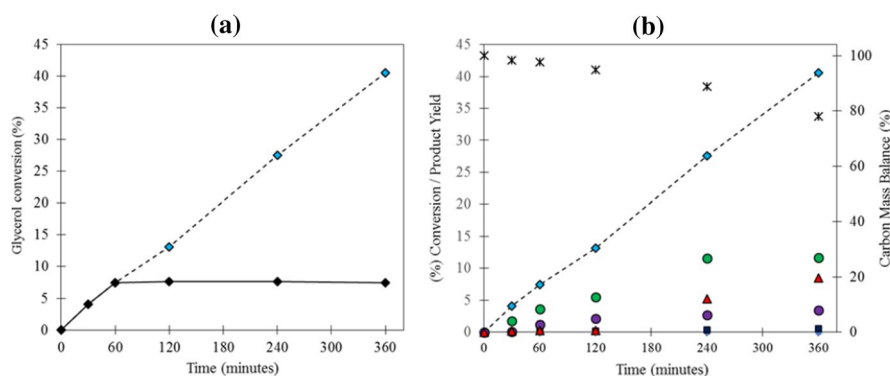 (a)
45
40
35
30
25
20
15
10
5
0
Glycerol conversion (%)
0 60 120 180 240 300 360
Time (minutes)
(b)
45
40
35
30
25
20
15
10
5
0
(%) Conversion / Product Yield
100
80
60
40
20
0
Carbon Mass Balance (%)
0 60 120 180 240 300 360
Time (minutes)